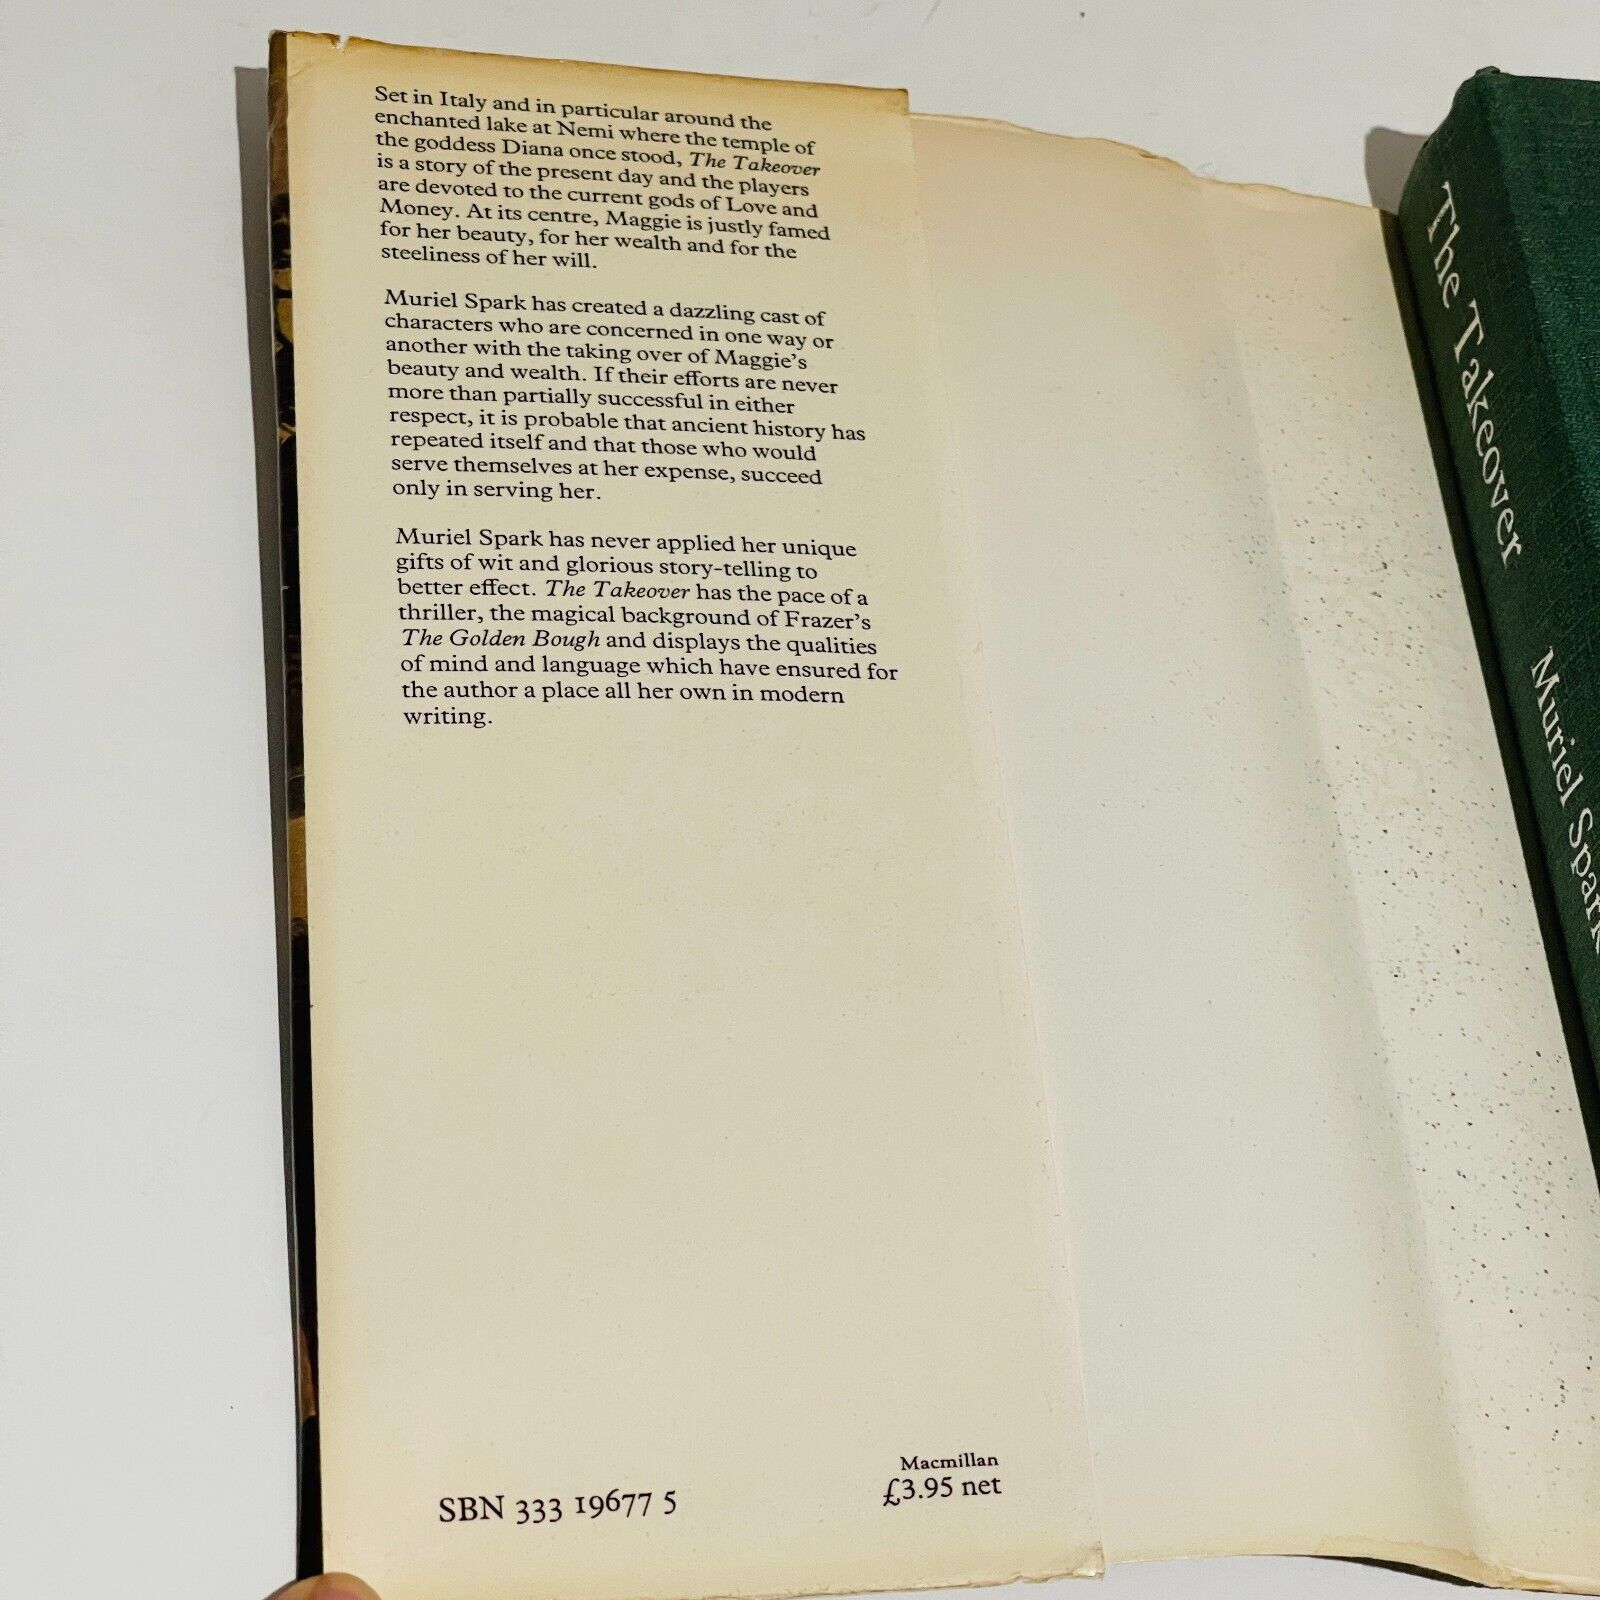 Set in Italy and in particular around the
enchanted lake at Nemi where the temple of
the goddess Diana once stood, The Takeover
is a story of the present day and the players
are devoted to the current gods of Love and
Money. At its centre, Maggie is justly famed
for her beauty, for her wealth and for the
steeliness of her will.
Muriel Spark has created a dazzling cast of
characters who are concerned in one way or
another with the taking over of Maggie's
beauty and wealth. If their efforts are never
more than partially successful in either
respect, it is probable that ancient history has
repeated itself and that those who would
serve themselves at her expense, succeed
only in serving her.
Muriel Spark has never applied her unique
gifts of wit and glorious story-telling to
better effect. The Takeover has the pace of a
thriller, the magical background of Frazer's
The Golden Bough and displays the qualities
of mind and language which have ensured for
the author a place all her own in modern
writing.
SBN 333 19677 5
Macmillan
£3.95 net
The Takeover
Muriel Spark